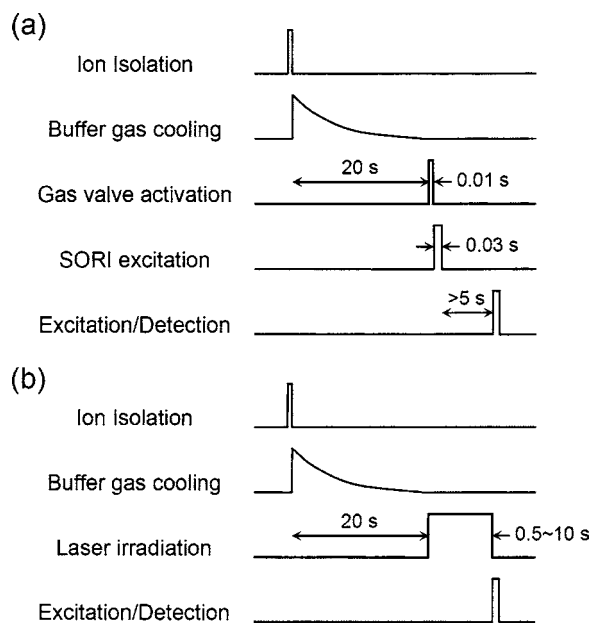 (a)
Ion Isolation
Buffer gas cooling
20 s
0.01 s
Gas valve activation
SORI excitation
0.03 s
>5 s
Excitation/Detection
(b)
Ion Isolation
Buffer gas cooling
20 s
0.5~10 s
Laser irradiation
Excitation/Detection